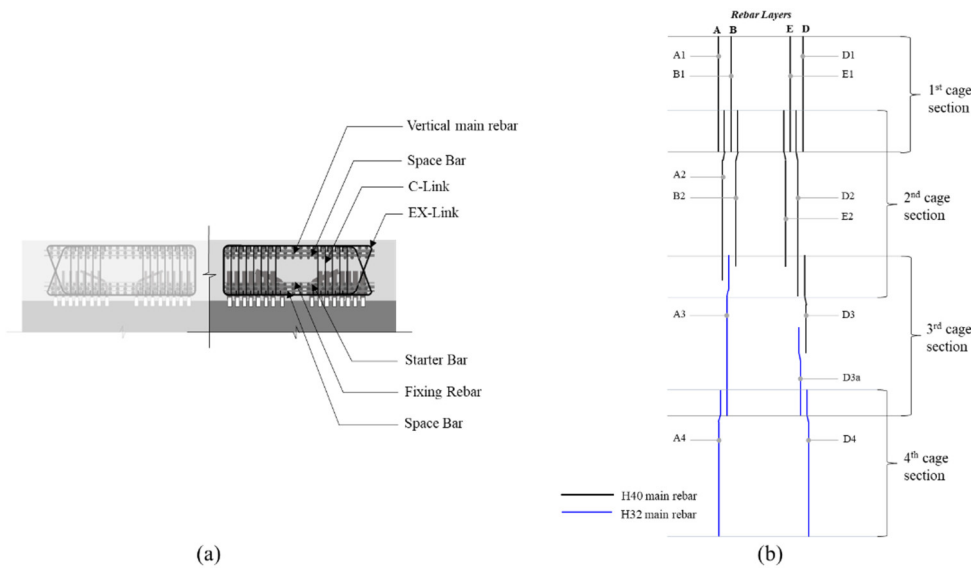 Vertical main rebar
Space Bar
C-Link
EX-Link
Starter Bar
Fixing Rebar
Space Bar
(a)
Rebar Layers
A B E D
A1 D1
B1 E1
1st cage
section
A2
B2 D2
E2
2nd cage
section
A3 D3
3rd cage
section
D3a
A4 D4
4th cage
section
H40 main rebar
H32 main rebar
(b)